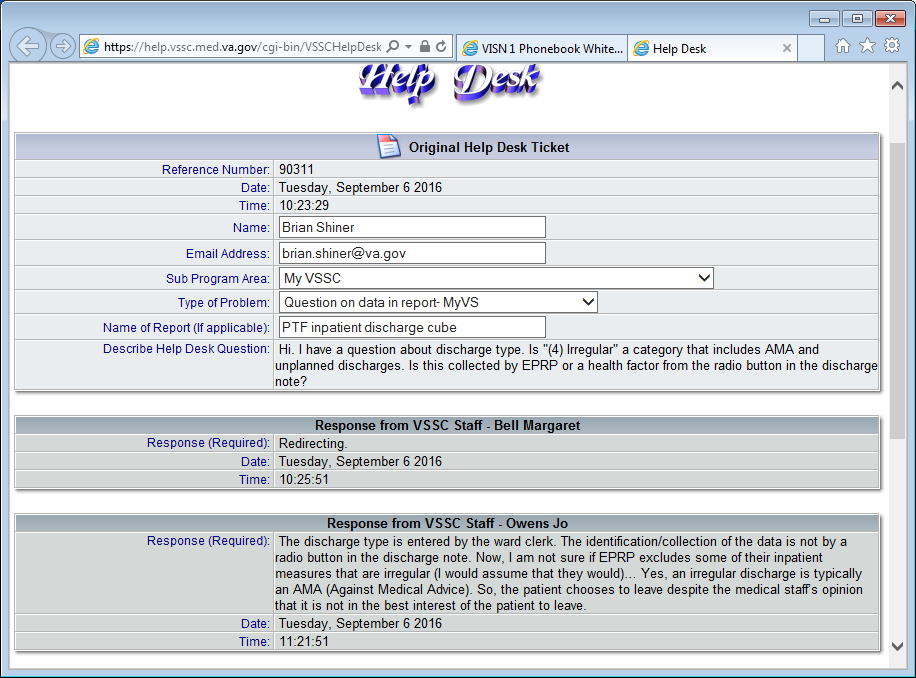 https://help.vssc.med.va.gov/cgi-bin/VSSCHelpDesk
VISN 1 Phonebook White...
Help Desk
Help Desk
Original Help Desk Ticket
Reference Number: 90311
Date: Tuesday, September 6 2016
Time: 10:23:29
Name: Brian Shiner
Email Address: brian.shiner@va.gov
Sub Program Area: My VSSC
Type of Problem: Question on data in report- MyVS
Name of Report (If applicable): PTF inpatient discharge cube
Describe Help Desk Question: Hi. I have a question about discharge type. Is "(4) Irregular" a category that includes AMA and
unplanned discharges. Is this collected by EPRP or a health factor from the radio button in the discharge
note?
Response from VSSC Staff - Bell Margaret
Response (Required): Redirecting.
Date: Tuesday, September 6 2016
Time: 10:25:51
Response from VSSC Staff - Owens Jo
Response (Required): The discharge type is entered by the ward clerk. The identification/collection of the data is not by a
radio button in the discharge note. Now, I am not sure if EPRP excludes some of their inpatient
measures that are irregular (I would assume that they would)... Yes, an irregular discharge is typically
an AMA (Against Medical Advice). So, the patient chooses to leave despite the medical staff's opinion
that it is not in the best interest of the patient to leave.
Date: Tuesday, September 6 2016
Time: 11:21:51